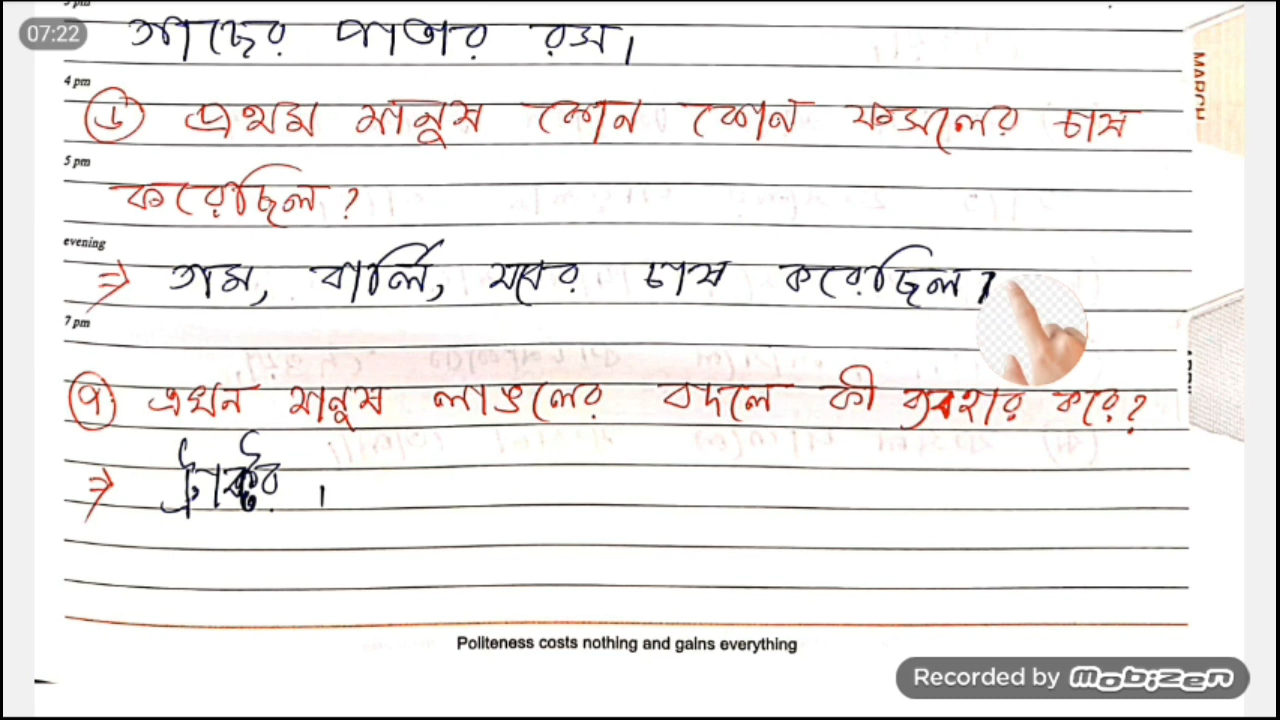 07:22
গাছের পাতার রস।
4 pm
MARCH
৬ প্রথম মানুষ কোন কোন ফসলের চাষ
5 pm
করেছিল?
evening
⇒ গম, বার্লি, যবের চাষ করেছিল।
7 pm
৭ এখন মানুষ লাঙলের বদলে কী ব্যবহার করে?
⇒ ট্রাক্টর ।
Politeness costs nothing and gains everything
Recorded by mobizen